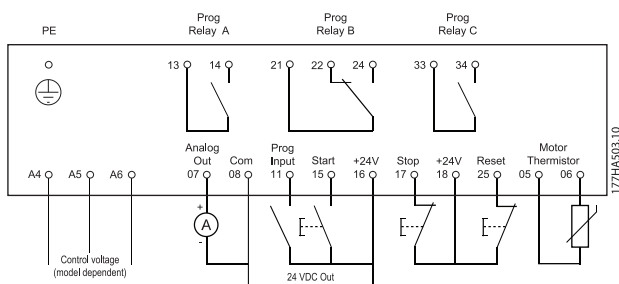 PE
Prog
Relay A
Prog
Relay B
Prog
Relay C
13 14 21 22 24 33 34
Analog
Out
Com
Prog
Input
Start
+24V
Stop
+24V
Reset
Motor
Thermistor
A4 A5 A6 07 08 11 15 16 17 18 25 05 06
+
A
-
Control voltage
(model dependent)
24 VDC Out
177HA503.10